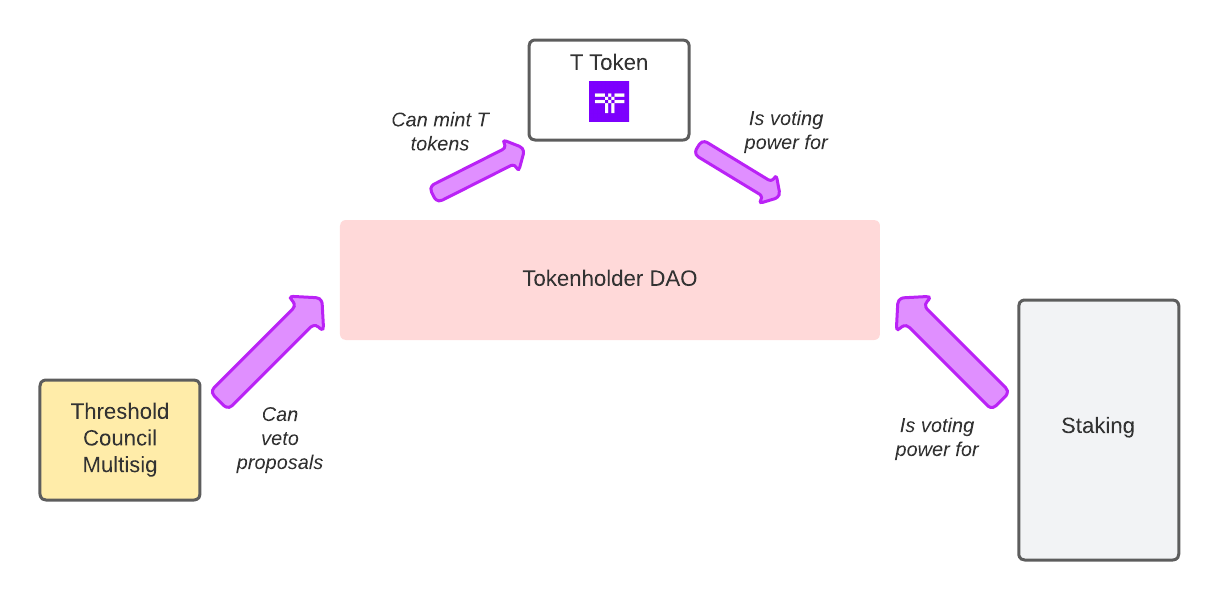 T Token
Can mint T
tokens
Is voting
power for
Tokenholder DAO
Threshold
Council
Multisig
Can
veto
proposals
Is voting
power for
Staking